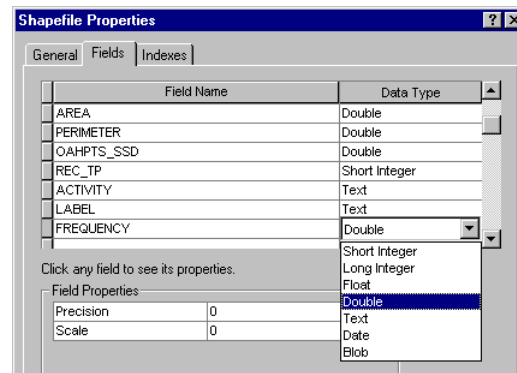 Shapefile Properties
General Fields Indexes
Field Name Data Type
AREA Double
PERIMETER Double
OAHPTS_SSD Double
REC_TP Short Integer
ACTIVITY Text
LABEL Text
FREQUENCY Double
Short Integer
Long Integer
Float
Double
Text
Date
Blob
Click any field to see its properties.
Field Properties
Precision 0
Scale 0